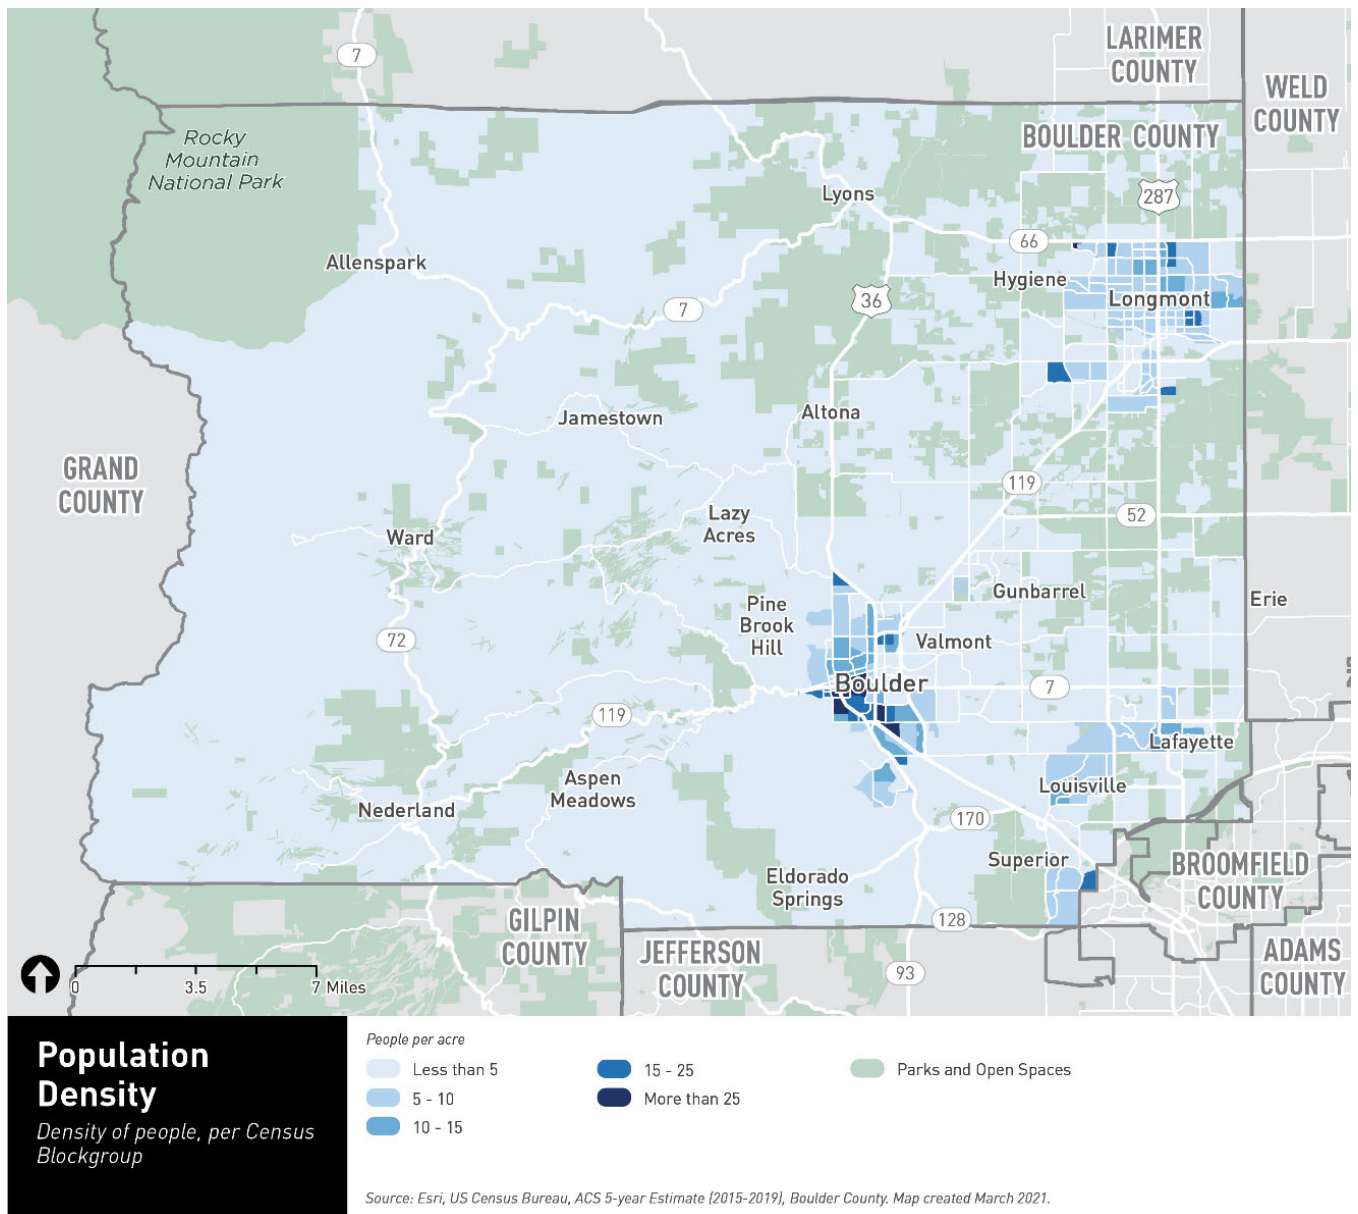 LARIMER
COUNTY
WELD
COUNTY
7
Rocky
Mountain
National Park
BOULDER COUNTY
Lyons
287
66
Allenspark
Hygiene
36
Longmont
7
Jamestown
Altona
GRAND
COUNTY
119
52
Lazy
Acres
Ward
Gunbarrel
Erie
Pine
Brook
Hill
72
Valmont
Boulder
7
119
Lafayette
Aspen
Meadows
Louisville
Nederland
170
Superior
BROOMFIELD
COUNTY
Eldorado
Springs
128
GILPIN
COUNTY
JEFFERSON
COUNTY
93
ADAMS
COUNTY
0 3.5 7 Miles
Population
Density
Density of people, per Census
Blockgroup
People per acre
Less than 5
5 - 10
10 - 15
15 - 25
More than 25
Parks and Open Spaces
Source: Esri, US Census Bureau, ACS 5-year Estimate (2015-2019), Boulder County. Map created March 2021.